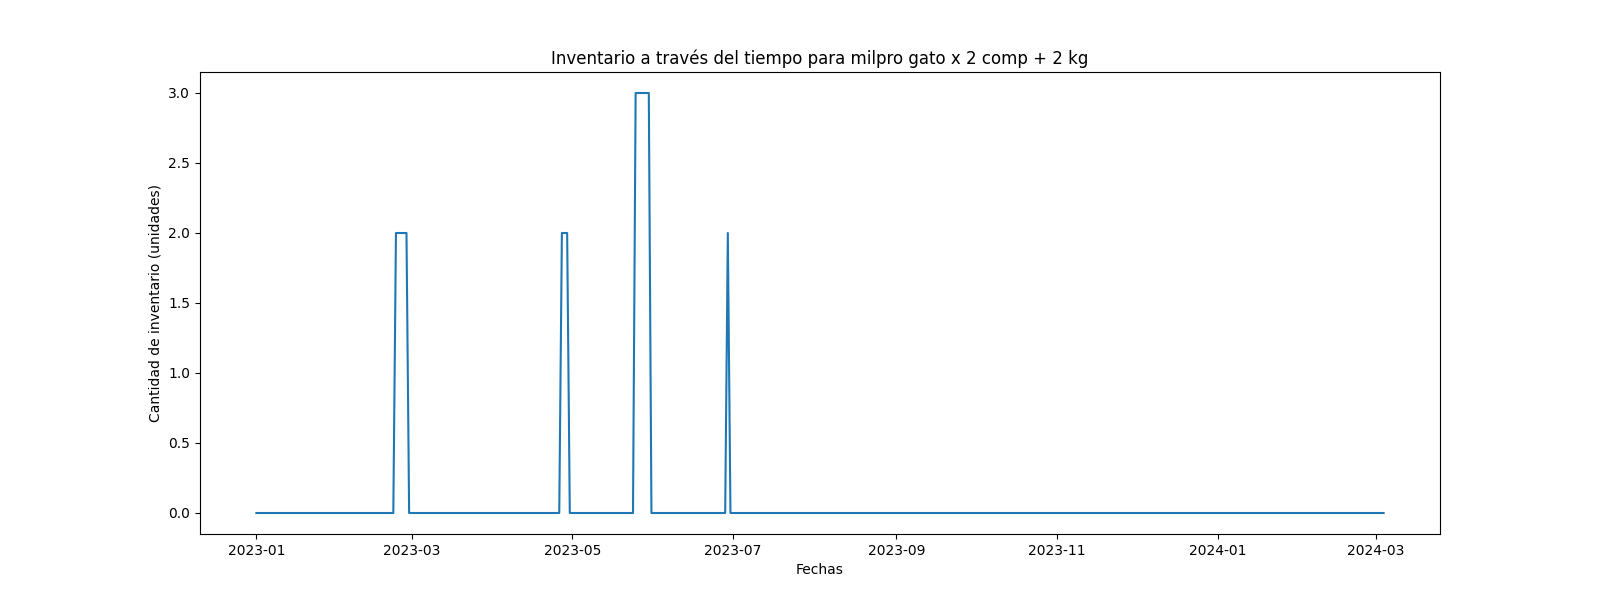 Inventario a través del tiempo para milpro gato x 2 comp + 2 kg
Cantidad de inventario (unidades)
3.0
2.5
2.0
1.5
1.0
0.5
0.0
2023-01 2023-03 2023-05 2023-07 2023-09 2023-11 2024-01 2024-03
Fechas